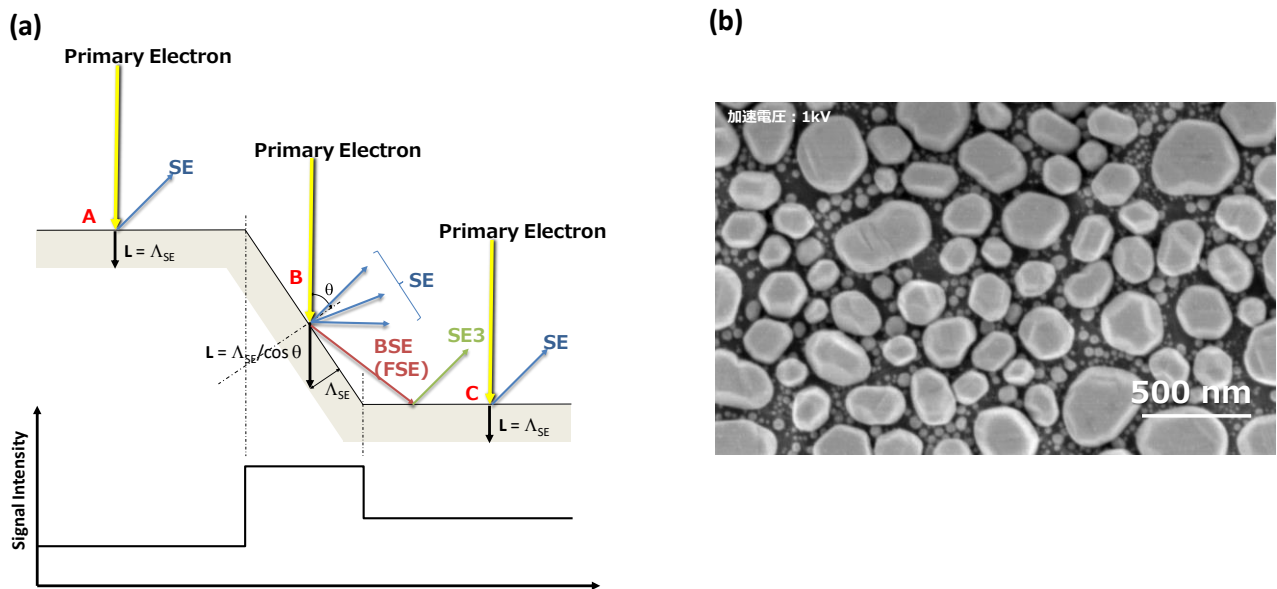 (a)
Primary Electron
SE
A
L = ΛSE
Primary Electron
B
θ
SE
L = ΛSE/cos θ
ΛSE
BSE
(FSE)
SE3
Primary Electron
SE
C
L = ΛSE
Signal Intensity
(b)
加速電圧：1kV
500 nm